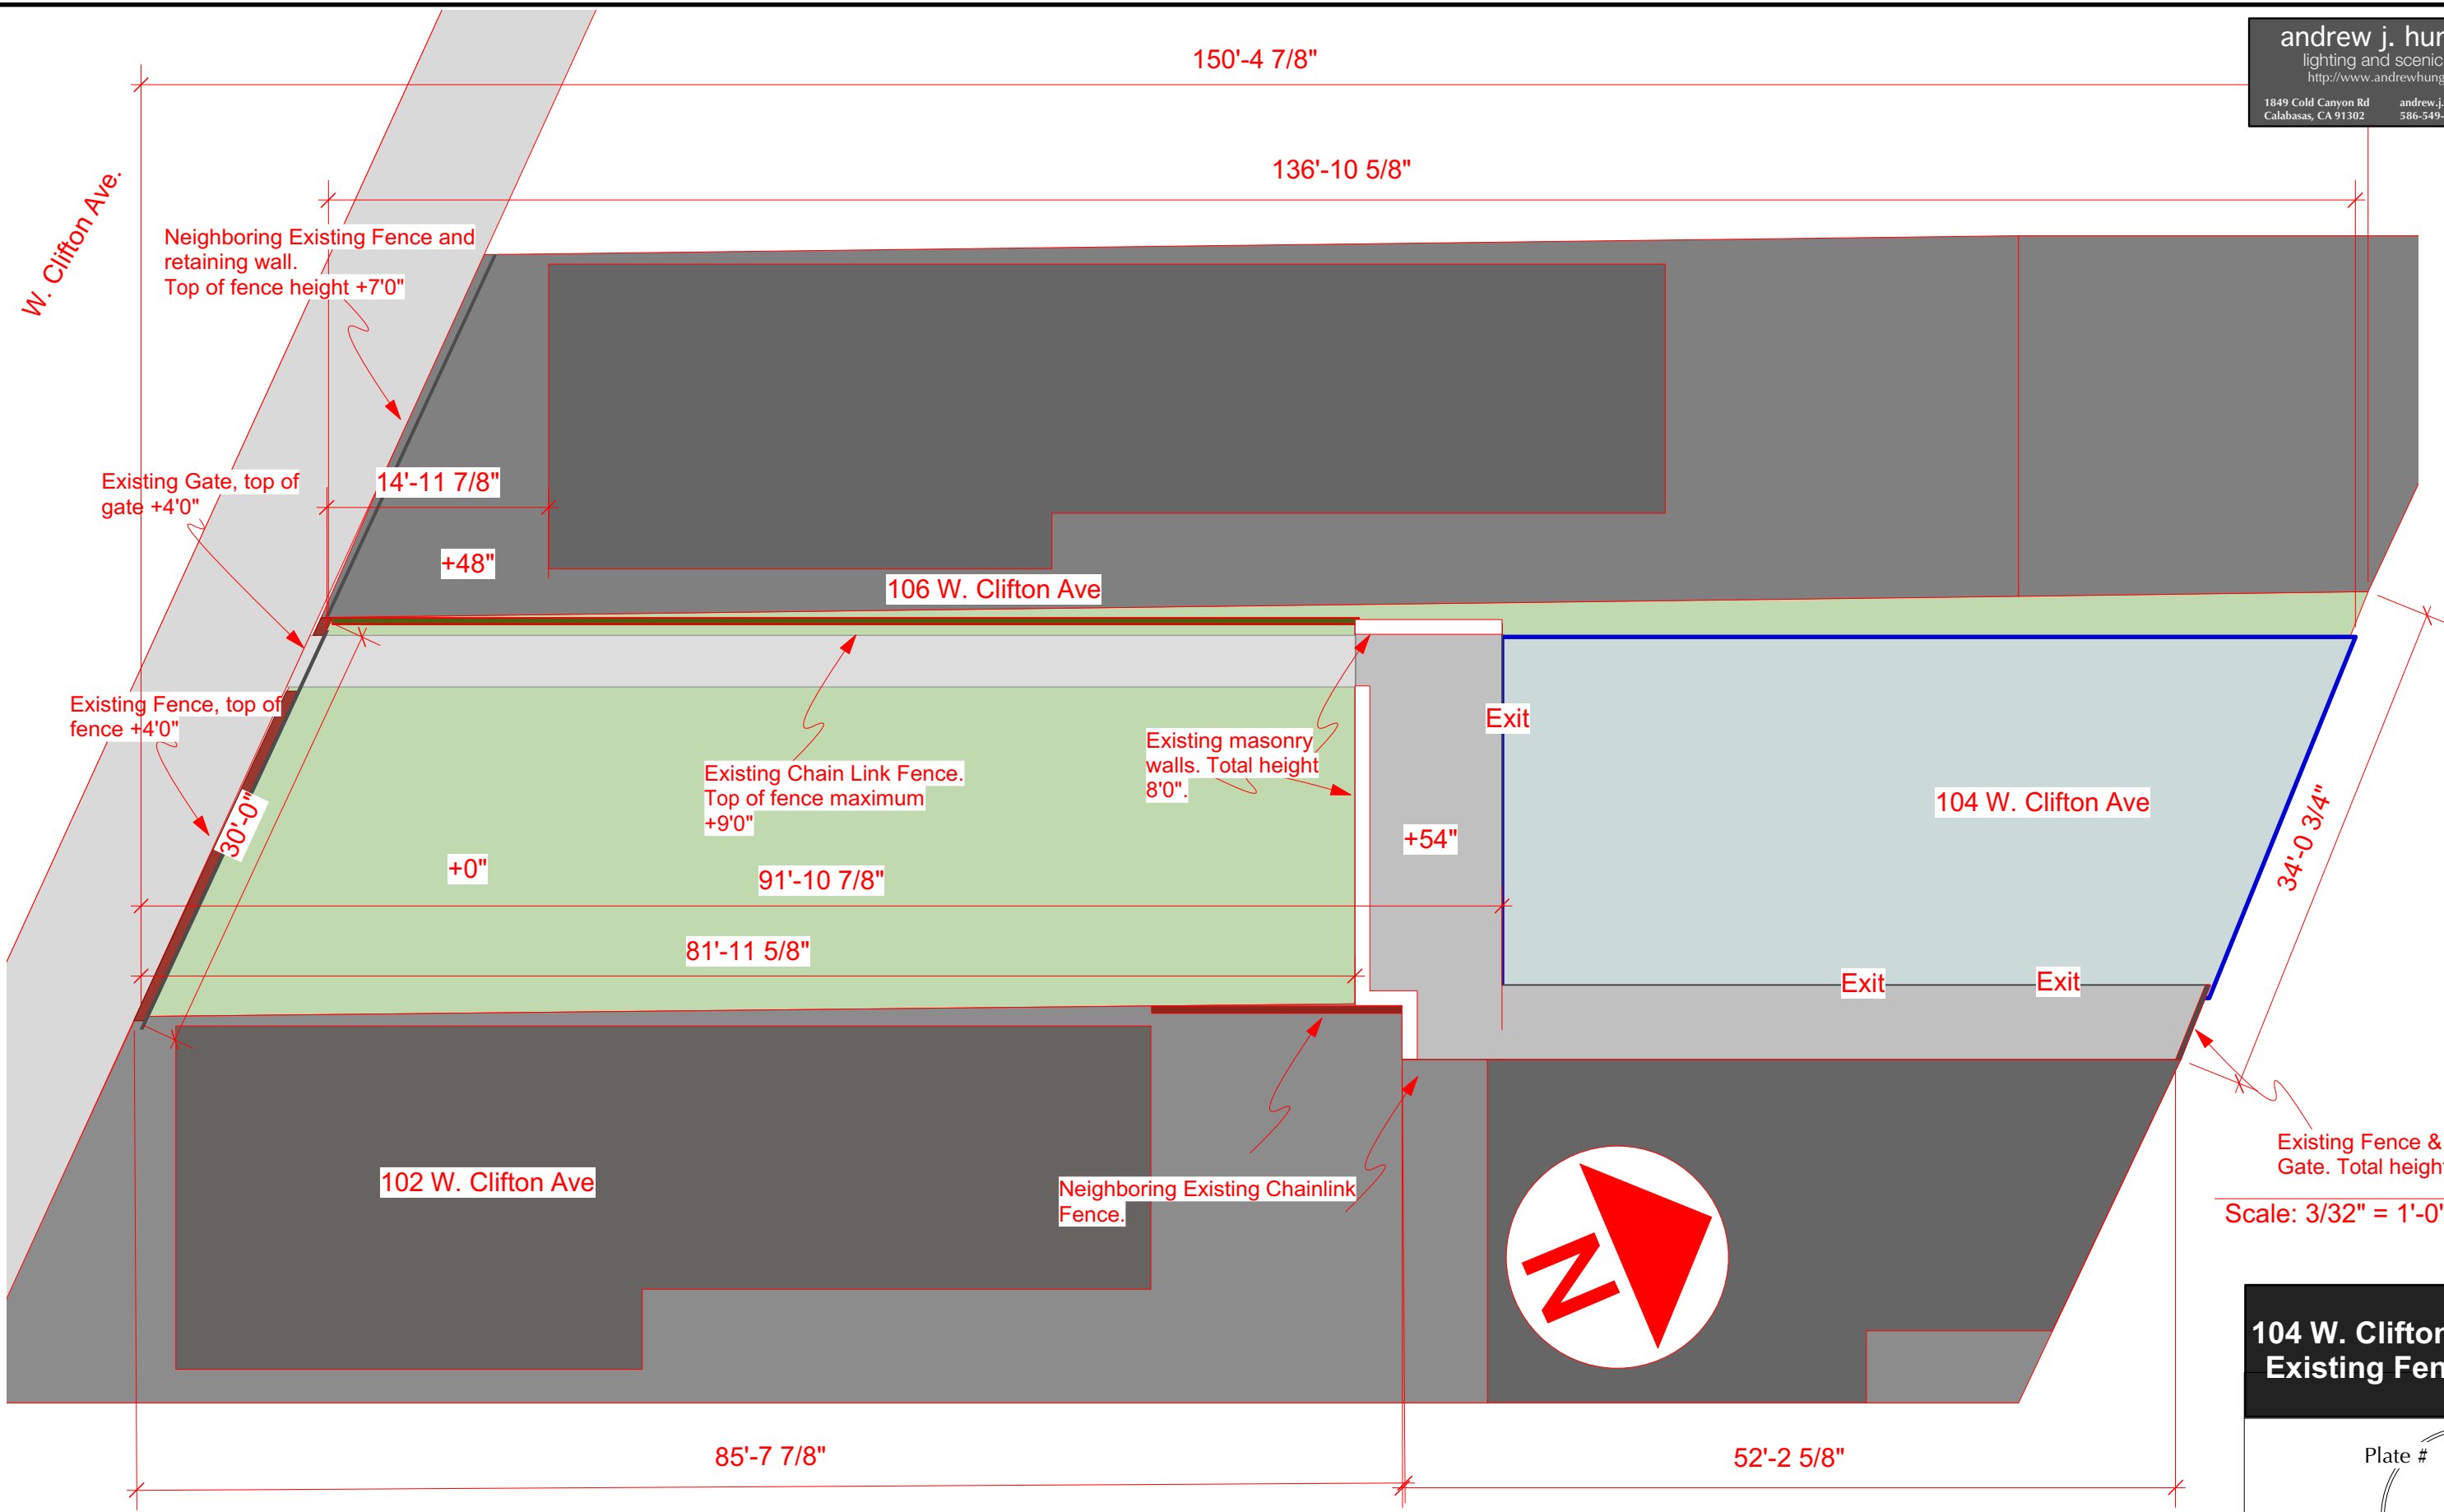 150'-4 7/8"
andrew j.
lighting and scenic
1849 Cold Canyon Rd
Calabasas, CA 91302
586-549-
136'-10 5/8"
W. Clifton Ave.
Neighboring Existing Fence and
retaining wall.
Top of fence height +7'0"
Existing Gate, top of
gate +4'0"
14'-11 7/8"
+48"
106 W. Clifton Ave
Existing Fence, top of
fence +4'0"
Exit
Existing Chain Link Fence.
Top of fence maximum
+9'0"
Existing masonry
walls. Total height
8'0".
104 W. Clifton Ave
30'-0"
34'-0 3/4"
+54"
+0"
91'-10 7/8"
81'-11 5/8"
Exit
Exit
Existing Fence &
Gate. Total
102 W. Clifton Ave
Neighboring Existing Chainlink
Fence.
Scale: 3/32" = 1'-0"
N
104 W. Clifton
Existing
Plate #
85'-7 7/8"
52'-2 5/8"